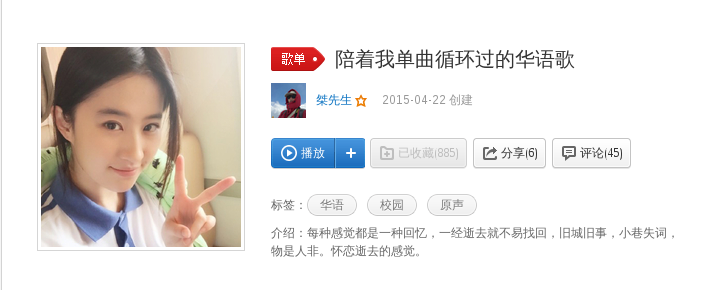 歌单 陪着我单曲循环过的华语歌
桀先生 2015-04-22 创建
播放 + 已收藏(885) 分享(6) 评论(45)
标签： 华语 校园 原声
介绍：每种感觉都是一种回忆，一经逝去就不易找回，旧城旧事，小巷失词，
物是人非。怀恋逝去的感觉。